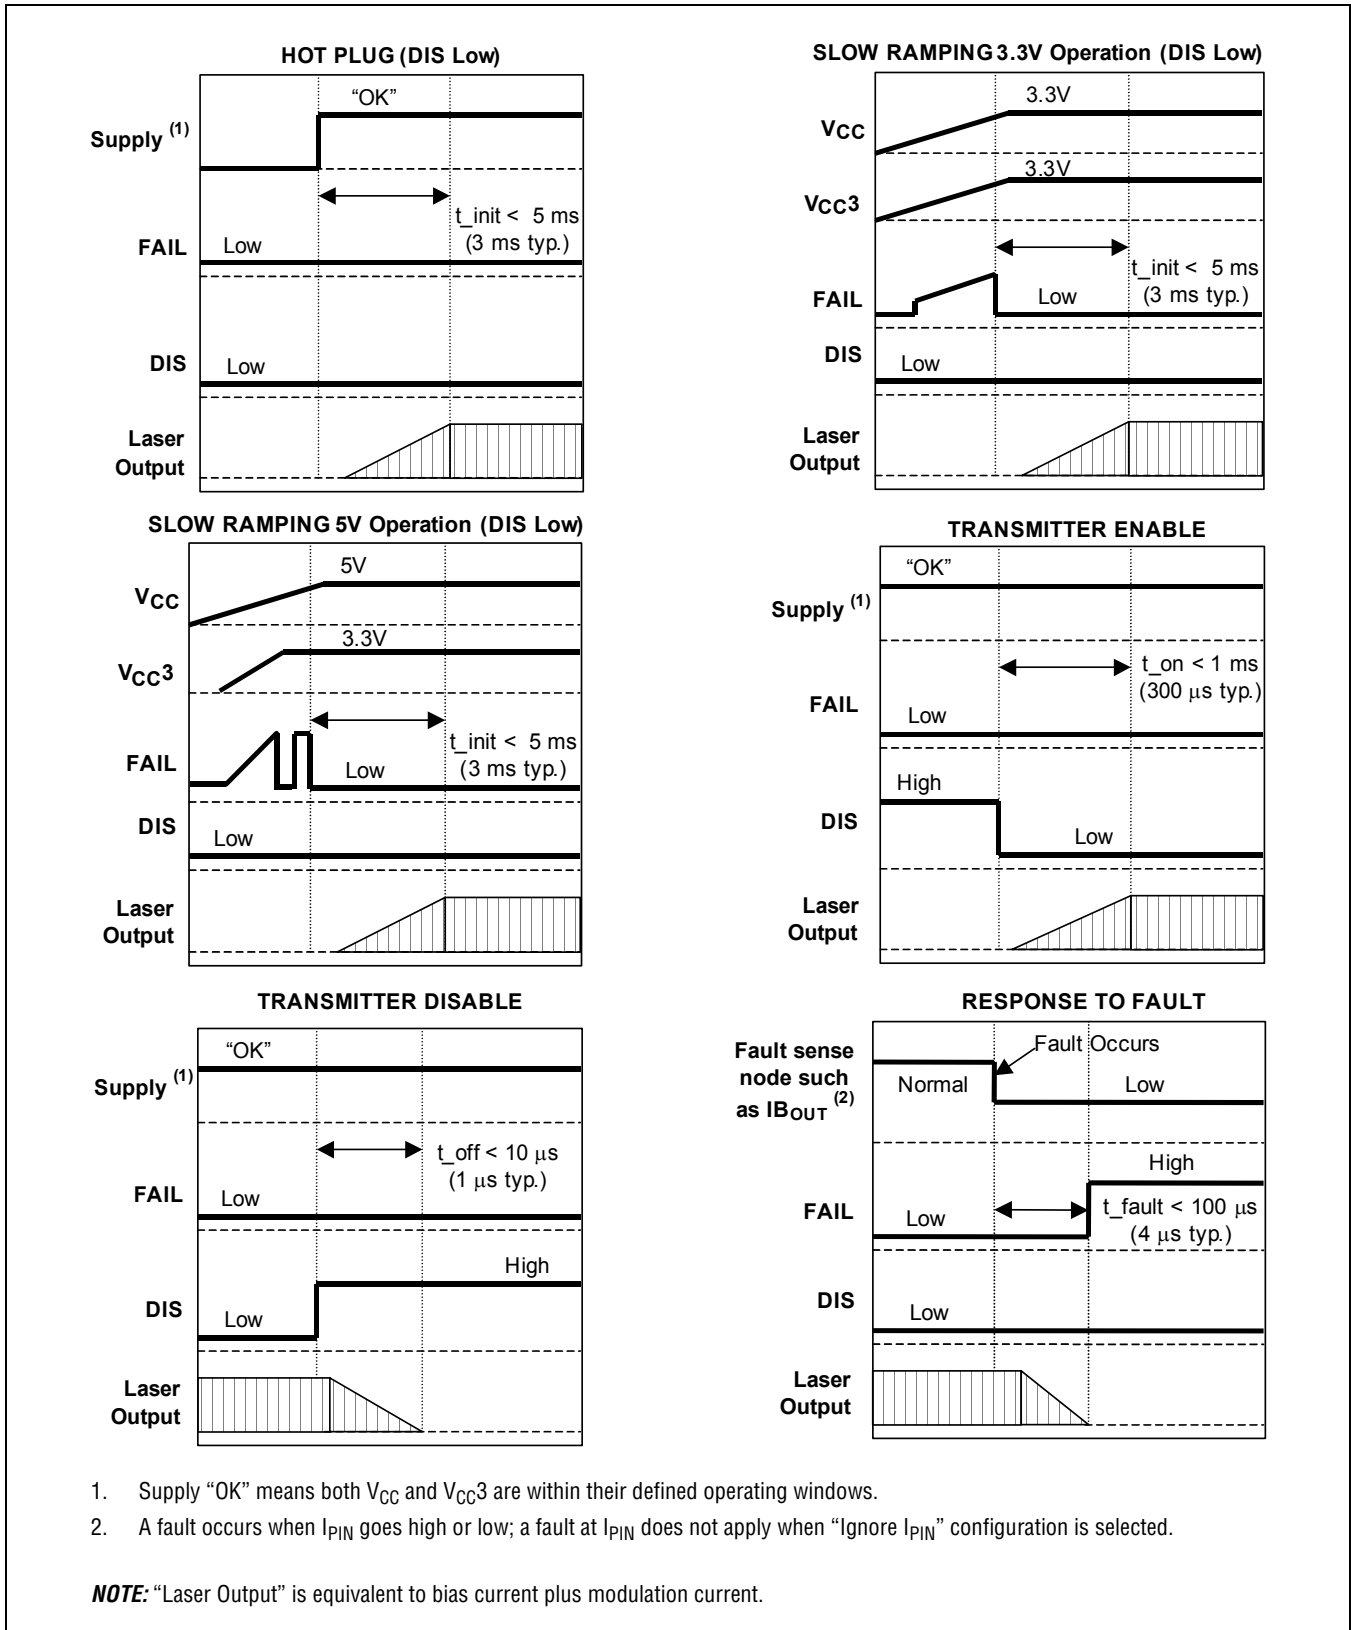 HOT PLUG (DIS Low)
“OK”
Supply (1)
t_init < 5 ms
(3 ms typ.)
FAIL
Low
DIS
Low
Laser
Output
SLOW RAMPING 3.3V Operation (DIS Low)
3.3V
VCC
3.3V
VCC3
t_init < 5 ms
(3 ms typ.)
FAIL
Low
DIS
Low
Laser
Output
SLOW RAMPING 5V Operation (DIS Low)
5V
VCC
3.3V
VCC3
t_init < 5 ms
(3 ms typ.)
FAIL
Low
DIS
Low
Laser
Output
TRANSMITTER ENABLE
“OK”
Supply (1)
t_on < 1 ms
(300 μs typ.)
FAIL
Low
High
DIS
Low
Laser
Output
TRANSMITTER DISABLE
“OK”
Supply (1)
t_off < 10 μs
(1 μs typ.)
FAIL
Low
High
DIS
Low
Laser
Output
RESPONSE TO FAULT
Fault sense
node such
as IBOUT (2)
Fault Occurs
Normal
Low
High
FAIL
Low
t_fault < 100 μs
(4 μs typ.)
DIS
Low
Laser
Output
1. Supply “OK” means both VCC and VCC3 are within their defined operating windows.
2. A fault occurs when IPIN goes high or low; a fault at IPIN does not apply when “Ignore IPIN” configuration is selected.
NOTE: “Laser Output” is equivalent to bias current plus modulation current.